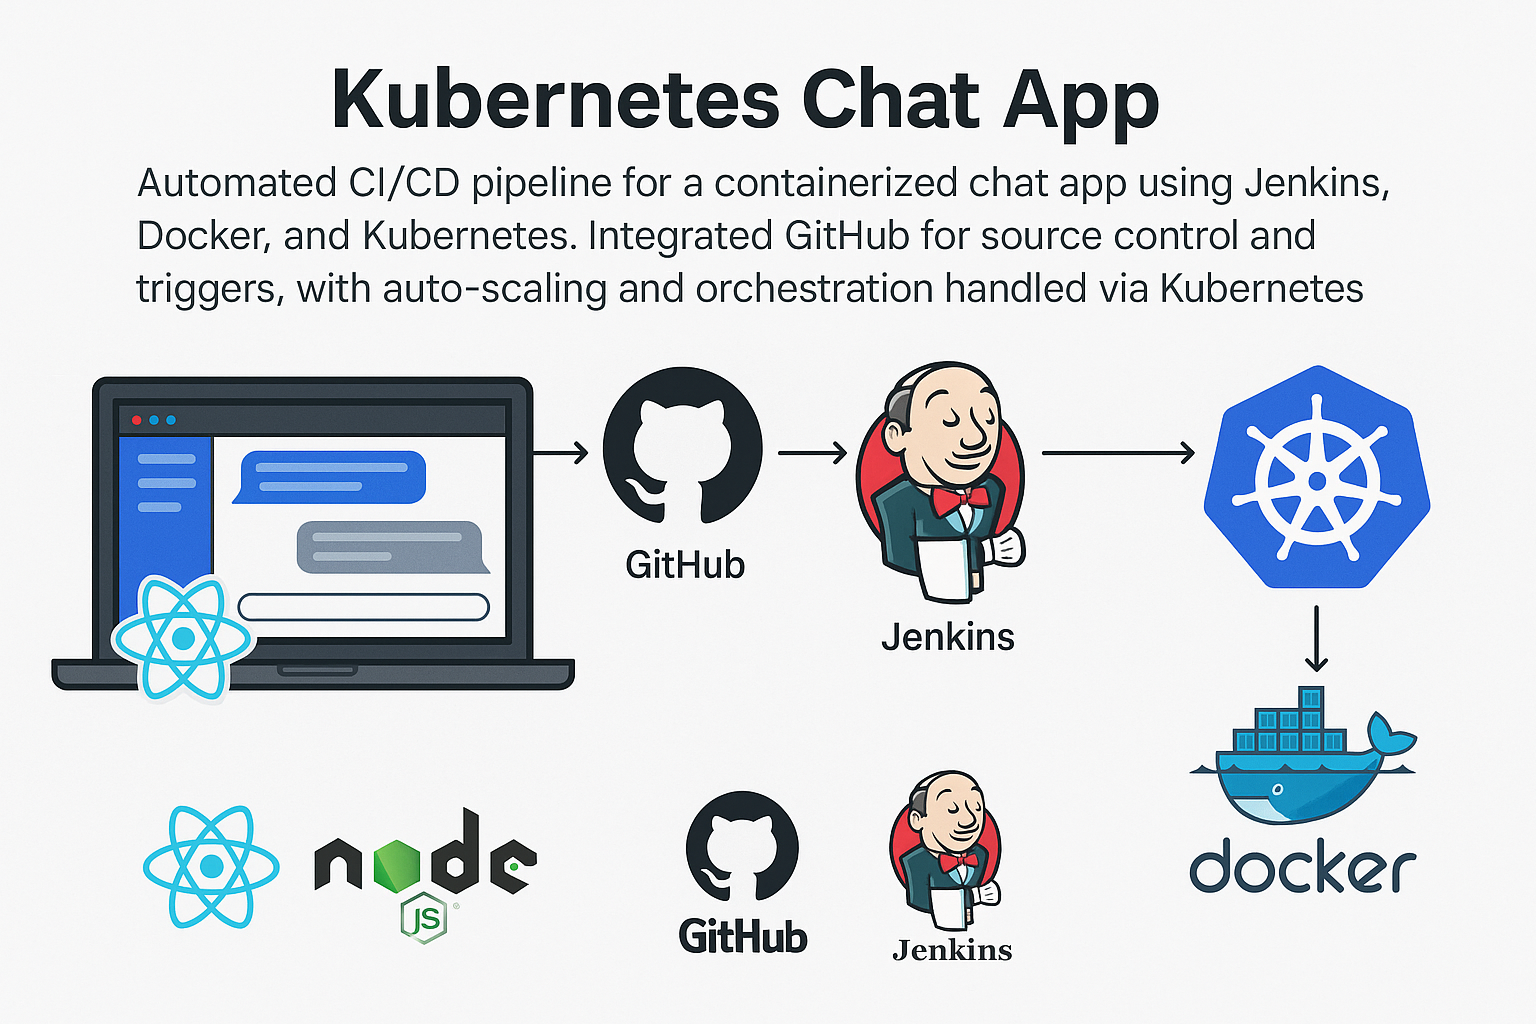 Kubernetes Chat App
Automated CI/CD pipeline for a containerized chat app using Jenkins,
Docker, and Kubernetes. Integrated GitHub for source control and
triggers, with auto-scaling and orchestration handled via Kubernetes
GitHub
Jenkins
node
JS
GitHub
Jenkins
docker